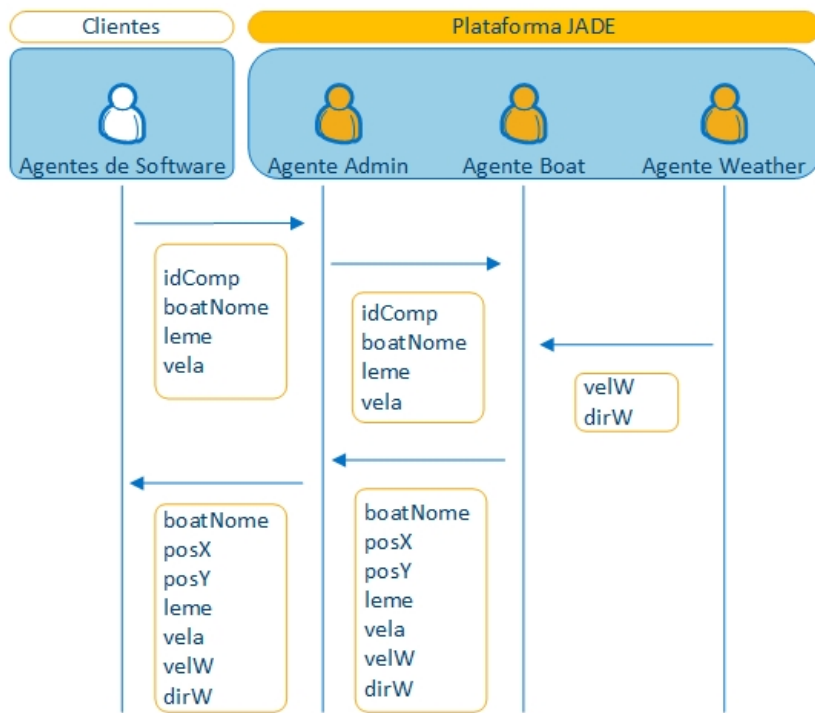 Clientes
Plataforma JADE
Agentes de Software
Agente Admin
Agente Boat
Agente Weather
idComp
boatNome
leme
vela
idComp
boatNome
leme
vela
velW
dirW
boatNome
posX
posY
leme
vela
velW
dirW
boatNome
posX
posY
leme
vela
velW
dirW